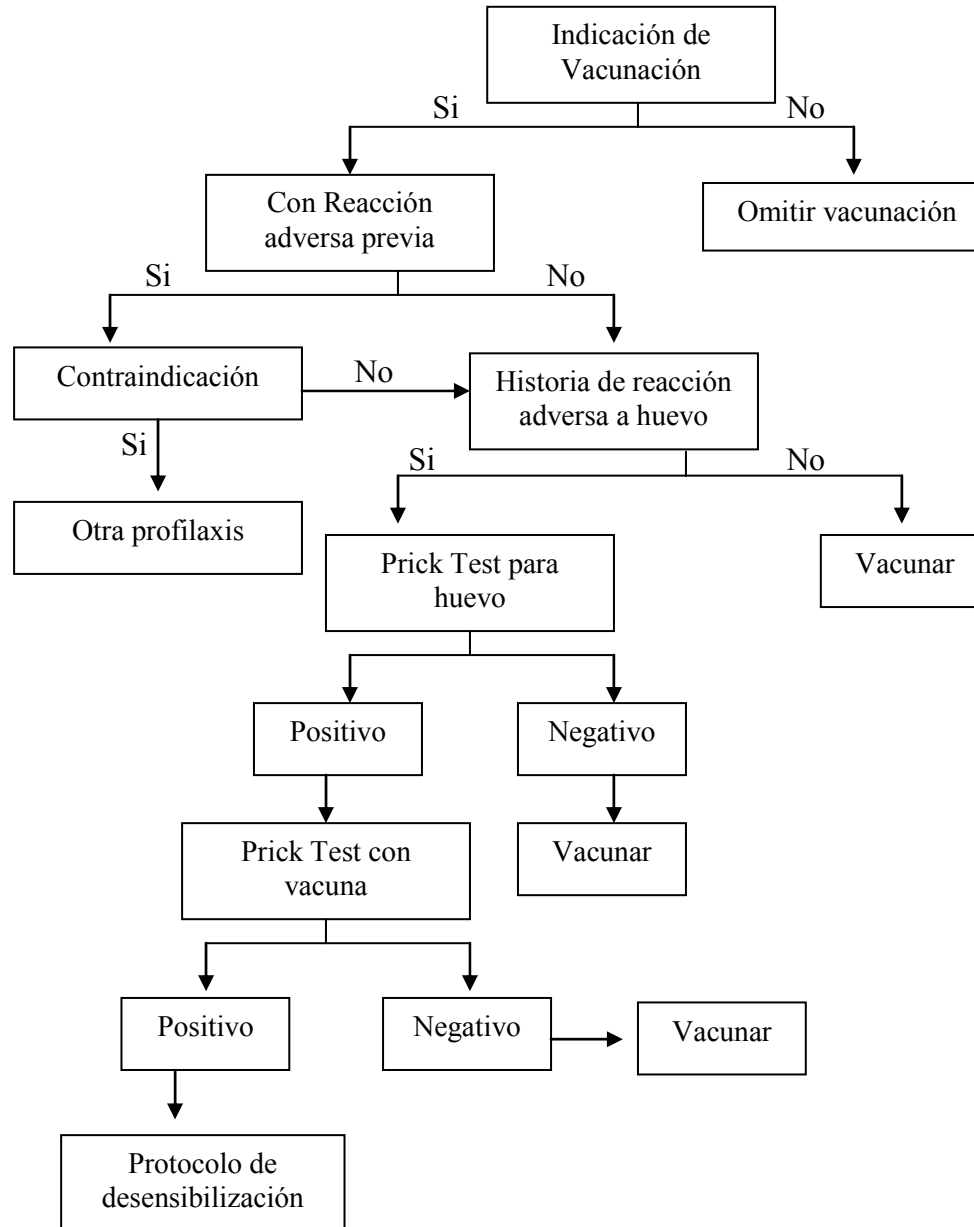 Indicación de
Vacunación
Si
No
Con Reacción
adversa previa
Omitir vacunación
Si
No
Contraindicación
No
Historia de reacción
adversa a huevo
Si
Si
No
Otra profilaxis
Prick Test para
huevo
Vacunar
Positivo
Negativo
Prick Test con
vacuna
Vacunar
Positivo
Negativo
Vacunar
Protocolo de
desensibilización